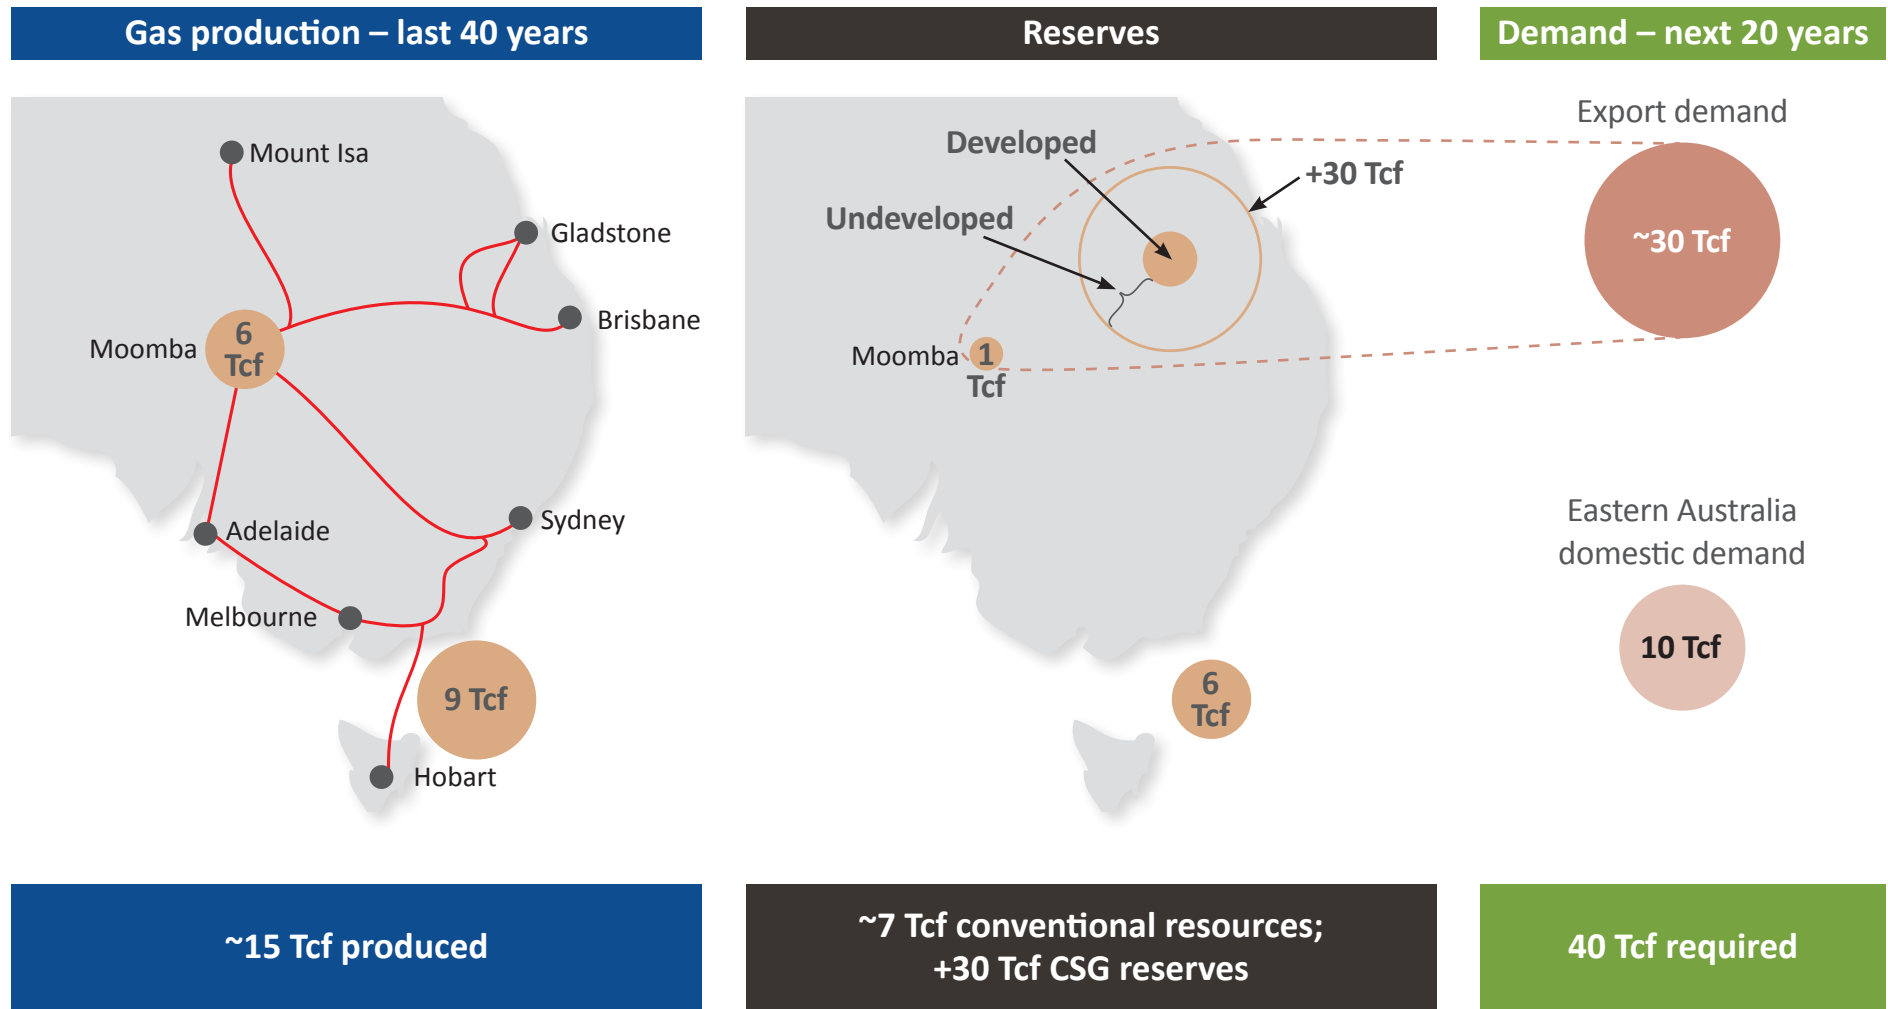 Gas production – last 40 years
Reserves
Demand – next 20 years
Mount Isa
Gladstone
Brisbane
Moomba
6
Tcf
Adelaide
Sydney
Melbourne
9 Tcf
Hobart
Developed
+30 Tcf
Undeveloped
Moomba
1
Tcf
6
Tcf
Export demand
~30 Tcf
Eastern Australia
domestic demand
10 Tcf
~15 Tcf produced
~7 Tcf conventional resources;
+30 Tcf CSG reserves
40 Tcf required